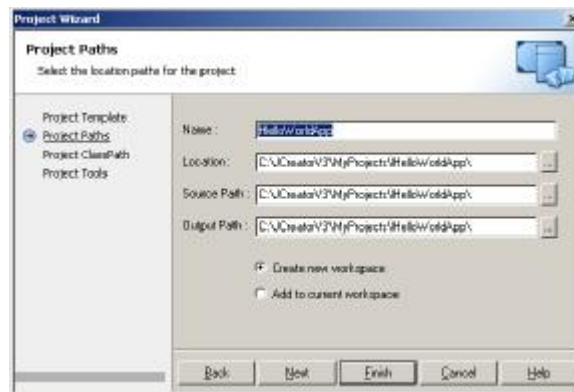 Project Wizard
Project Paths
Select the location paths for the project
Project Template
Project Paths
Project ClassPath
Project Tools
Name : HelloWorldApp
Location : C:\JCreatorV3\MyProjects\HelloWorldApp\
Source Path : C:\JCreatorV3\MyProjects\HelloWorldApp\
Output Path : C:\JCreatorV3\MyProjects\HelloWorldApp\
Create new workspace
Add to current workspace
Back Next Finish Cancel Help